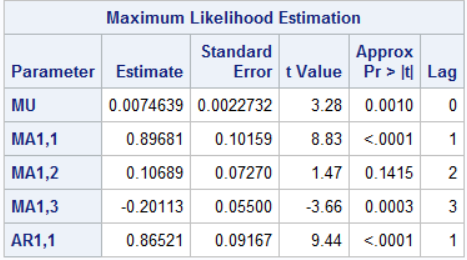 Maximum Likelihood Estimation
Parameter Estimate Standard Error t Value Approx Pr > |t| Lag
MU 0.0074639 0.0022732 3.28 0.0010 0
MA1,1 0.89681 0.10159 8.83 <.0001 1
MA1,2 0.10689 0.07270 1.47 0.1415 2
MA1,3 -0.20113 0.05500 -3.66 0.0003 3
AR1,1 0.86521 0.09167 9.44 <.0001 1